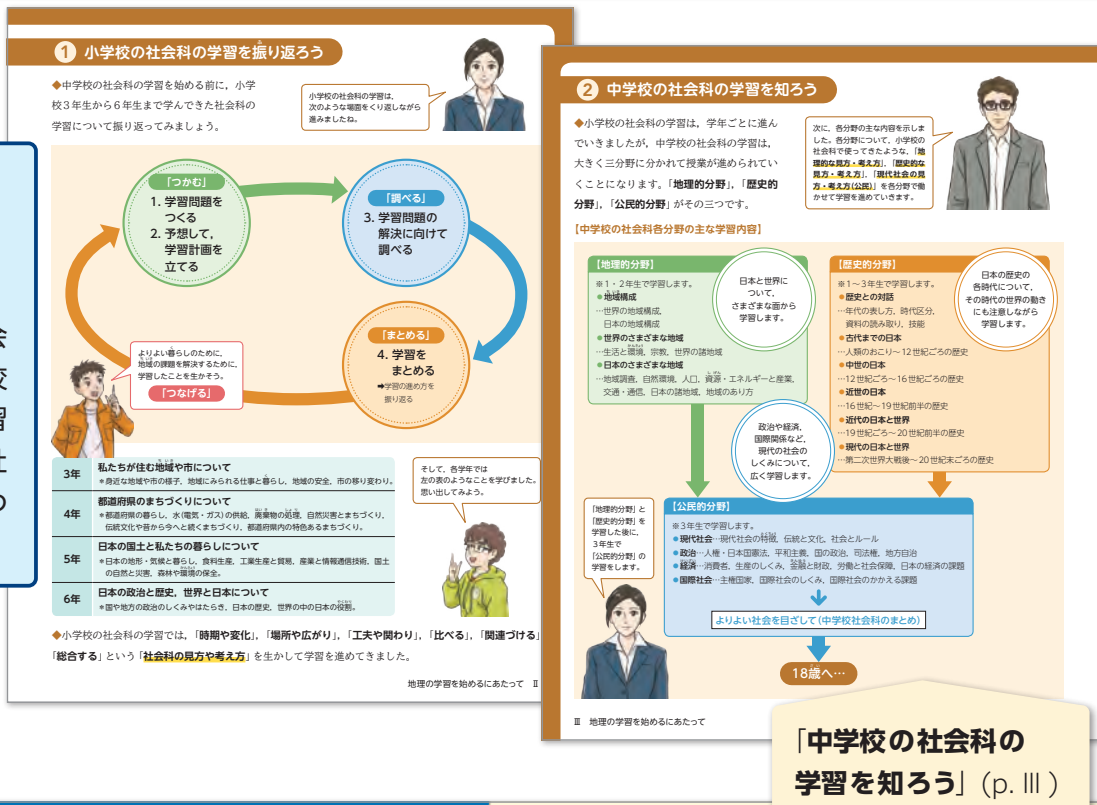 1 小学校の社会科の学習を振り返ろう
◆中学校の社会科の学習を始める前に，小学
校3年生から6年生まで学んできた社会科の
学習について振り返ってみましょう。
小学校の社会科の学習は，
次のような場面をくり返しながら
進みましたね。
「つかむ」
1. 学習問題を
つくる
2. 予想して，
学習計画を
立てる
「調べる」
3. 学習問題の
解決に向けて
調べる
「まとめる」
4. 学習を
まとめる
➡学習の進め方を
振り返る
よりよい暮らしのために，
地域の課題を解決するために，
学習したことを生かそう。
「つなげる」
3年 私たちが住む地域や市について
＊身近な地域や市の様子，地域にみられる仕事と暮らし，地域の安全，市の移り変わり。
4年 都道府県のまちづくりについて
＊都道府県の暮らし，水(電気・ガス)の供給，廃棄物の処理，自然災害とまちづくり，
伝統文化や昔から今へと続くまちづくり，都道府県内の特色あるまちづくり。
5年 日本の国土と私たちの暮らしについて
＊日本の地形・気候と暮らし，食料生産，工業生産と貿易，産業と情報通信技術，国土
の自然と災害，森林や環境の保全。
6年 日本の政治と歴史，世界と日本について
＊国や地方の政治のしくみやはたらき，日本の歴史，世界の中の日本の役割。
そして，各学年では
左の表のようなことを学びました。
思い出してみよう。
◆小学校の社会科の学習では，「時期や変化」，「場所や広がり」，「工夫や関わり」，「比べる」，「関連づける」
「総合する」という「社会科の見方や考え方」を生かして学習を進めてきました。
地理の学習を始めるにあたって Ⅱ
2 中学校の社会科の学習を知ろう
◆小学校の社会科の学習は，学年ごとに進ん
でいきましたが，中学校の社会科の学習は，
大きく三分野に分かれて授業が進められてい
くことになります。「地理的分野」，「歴史的
分野」，「公民的分野」がその三つです。
次に，各分野の主な内容を示しま
した。各分野について，小学校の
社会科で使ってきたような，「地
理的な見方・考え方」，「歴史的な
見方・考え方」，「現代社会の見
方・考え方(公民)」を各分野で働
かせて学習を進めていきます。
【中学校の社会科各分野の主な学習内容】
【地理的分野】
※1・2年生で学習します。
●地域構成
…世界の地域構成，
日本の地域構成
●世界のさまざまな地域
…生活と環境，宗教，世界の諸地域
●日本のさまざまな地域
…地域調査，自然環境，人口，資源・エネルギーと産業，
交通・通信，日本の諸地域，地域のあり方
日本と世界に
ついて，
さまざまな面から
学習します。
【歴史的分野】
※1〜3年生で学習します。
●歴史との対話
…年代の表し方，時代区分，
資料の読み取り，技能
●古代までの日本
…人類のおこり〜12世紀ごろの歴史
●中世の日本
…12世紀ごろ〜16世紀ごろの歴史
●近世の日本
…16世紀〜19世紀前半の歴史
●近代の日本と世界
…19世紀ごろ〜20世紀前半の歴史
●現代の日本と世界
…第二次世界大戦後〜20世紀末ごろの歴史
日本の歴史の
各時代について，
その時代の世界の動き
にも注意しながら
学習します。
政治や経済，
国際関係など，
現代の社会の
しくみについて，
広く学習します。
「地理的分野」と
「歴史的分野」を
学習した後に，
3年生で
「公民的分野」の
学習をします。
【公民的分野】
※3年生で学習します。
●現代社会…現代社会の特徴，伝統と文化，社会とルール
●政治…人権・日本国憲法，平和主義，国の政治，司法権，地方自治
●経済…消費者，生産のしくみ，金融と財政，労働と社会保障，日本の経済の課題
●国際社会…主権国家，国際社会のしくみ，国際社会のかかえる課題
よりよい社会を目ざして(中学校社会科のまとめ)
18歳へ…
Ⅲ 地理の学習を始めるにあたって
「中学校の社会科の
学習を知ろう」(p. Ⅲ )